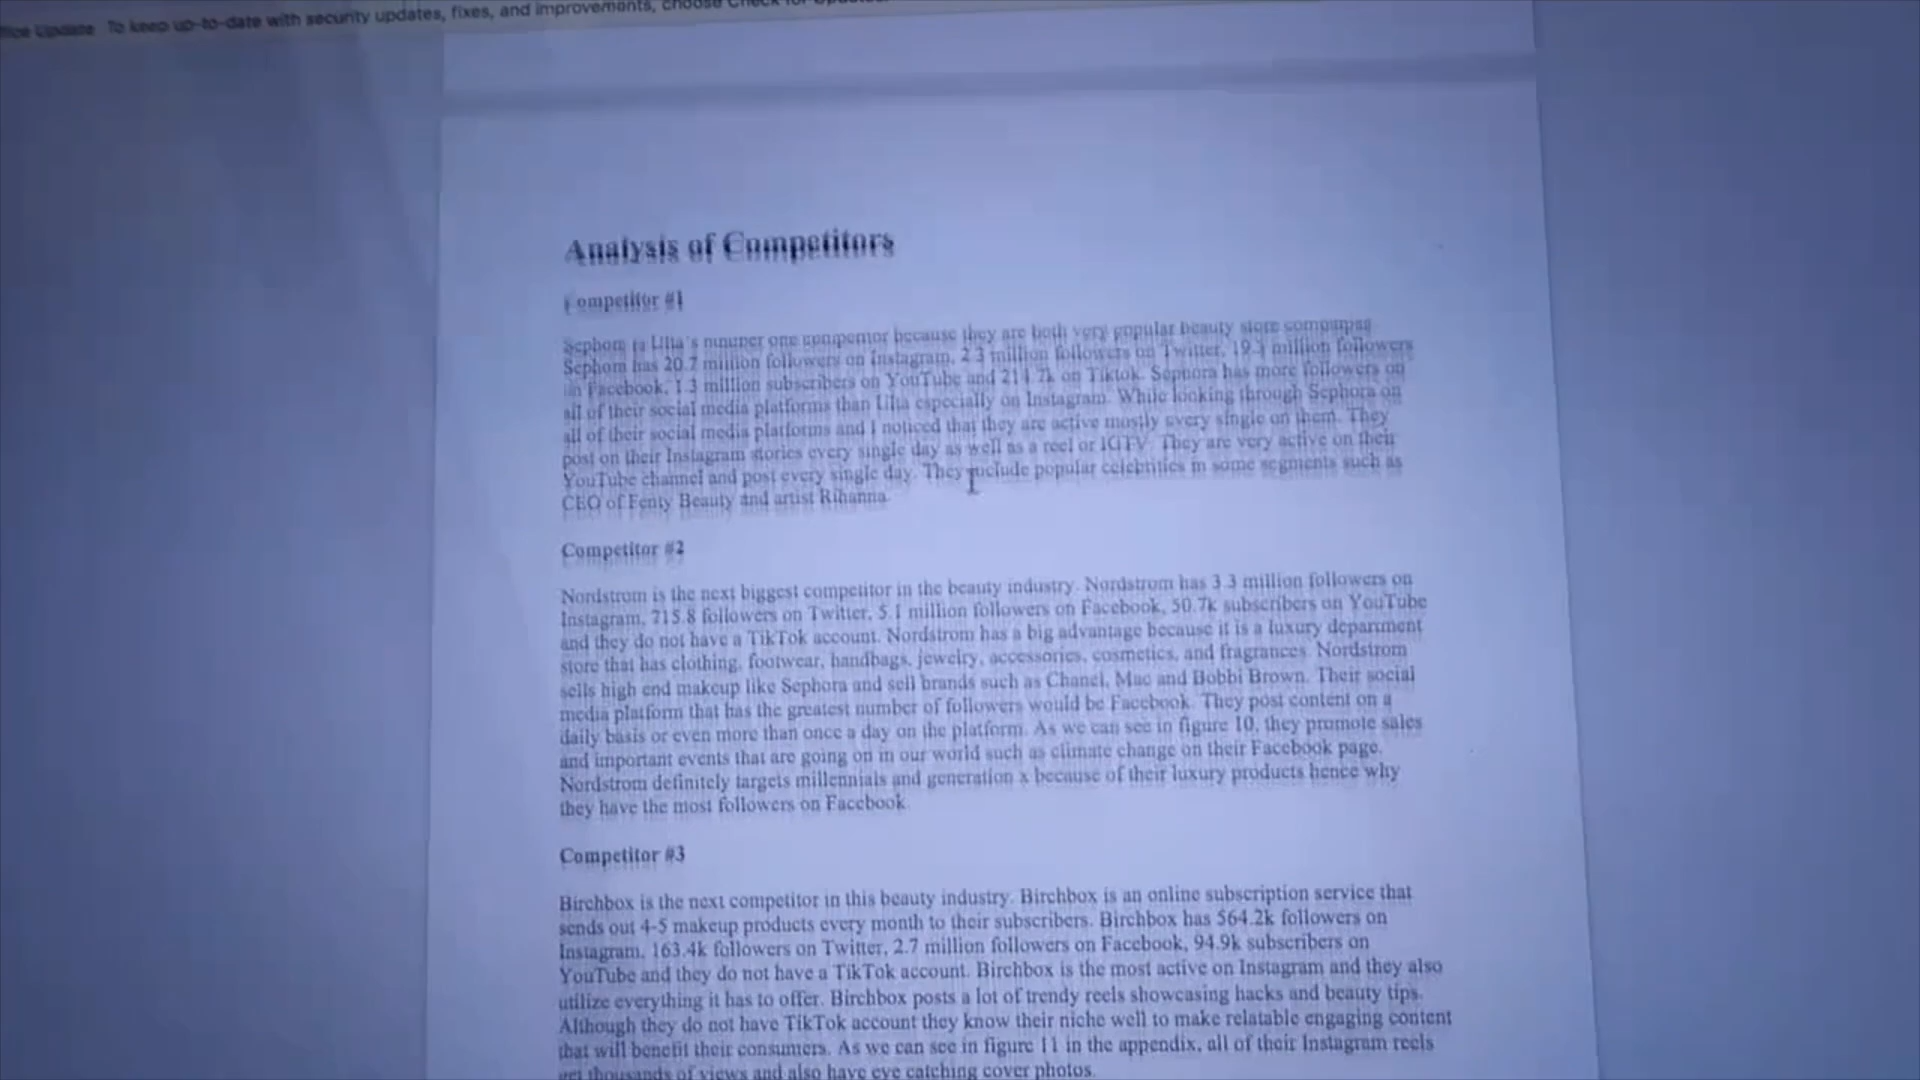 Office Update To keep up-to-date with security updates, fixes, and improvements, choose Check for Updates
Analysis of Competitors
Competitor #1
Sephora is number one because they are both very popular beauty store
Sephora has 20.7 million followers on Instagram, 2.3 million followers on Twitter, million followers
on Facebook, 1.3 million subscribers on YouTube and on Tiktok. Sephora has more followers on
all of their social media platforms than especially on Instagram. While looking through Sephora on
all of their social media platforms and I noticed that they are active mostly every single on them. They
post on their Instagram stories every single day as well as a reel or IGTV. They are very active on their
YouTube channel and post every single day. They include popular celebrities in some segments such as
CEO of Fenty Beauty and artist Rihanna
Competitor #2
Nordstrom is the next biggest competitor in the beauty industry. Nordstrom has 3.3 million followers on
Instagram, 715.8 followers on Twitter, 5.1 million followers on Facebook, 50.7k subscribers on YouTube
and they do not have a TikTok account. Nordstrom has a big advantage because it is a luxury department
store that has clothing, footwear, handbags, jewelry, accessories, cosmetics, and fragrances. Nordstrom
sells high end makeup like Sephora and sell brands such as Chanel, Mac and Bobbi Brown. Their social
media platform that has the greatest number of followers would be Facebook. They post content on a
daily basis or even more than once a day on the platform. As we can see in figure 10, they promote sales
and important events that are going on in our world such as climate change on their Facebook page.
Nordstrom definitely targets millennials and generation x because of their luxury products hence why
they have the most followers on Facebook
Competitor #3
Birchbox is the next competitor in this beauty industry. Birchbox is an online subscription service that
sends out 4-5 makeup products every month to their subscribers. Birchbox has 564.2k followers on
Instagram, 163.4k followers on Twitter, 2.7 million followers on Facebook, 94.9k subscribers on
YouTube and they do not have a TikTok account. Birchbox is the most active on Instagram and they also
utilize everything it has to offer. Birchbox posts a lot of trendy reels showcasing hacks and beauty tips.
Although they do not have TikTok account they know their niche well to make relatable engaging content
that will benefit their consumers. As we can see in figure 11 in the appendix, all of their Instagram reels
get thousands of views and also have eye catching cover photos.